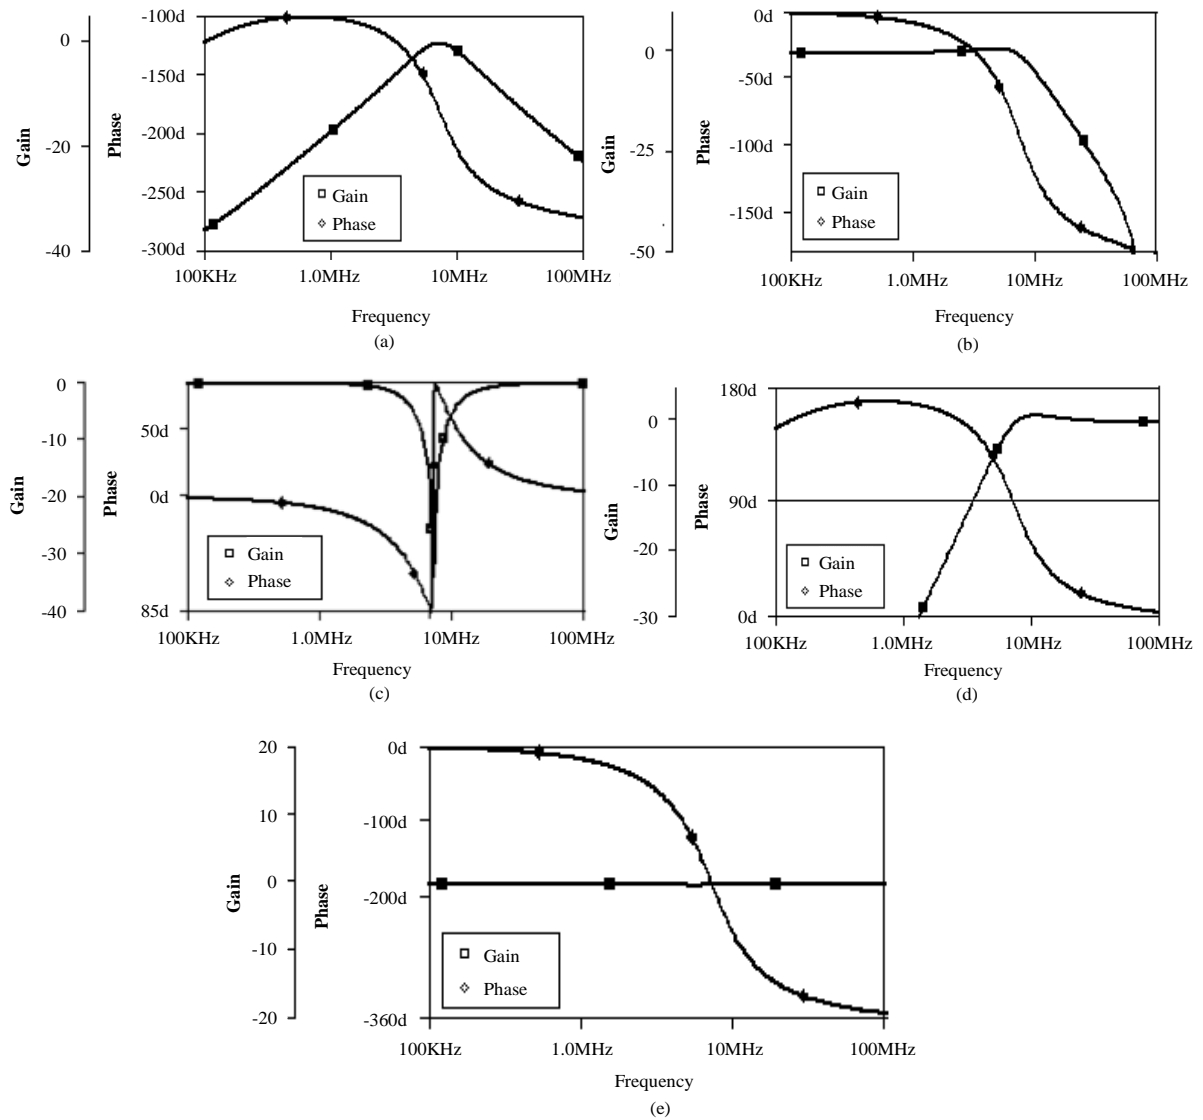 Gain
0
-20
-40
Phase
-100d
-150d
-200d
-250d
-300d
Gain
Phase
100KHz 1.0MHz 10MHz 100MHz
Frequency
(a)
Gain
0
-25
-50
Phase
0d
-50d
-100d
-150d
Gain
Phase
100KHz 1.0MHz 10MHz 100MHz
Frequency
(b)
Gain
0
-10
-20
-30
-40
Phase
50d
0d
85d
Gain
Phase
100KHz 1.0MHz 10MHz 100MHz
Frequency
(c)
Gain
0
-10
-20
-30
Phase
180d
90d
0d
Gain
Phase
100KHz 1.0MHz 10MHz 100MHz
Frequency
(d)
Gain
20
10
0
-10
-20
Phase
0d
-100d
-200d
-360d
Gain
Phase
100KHz 1.0MHz 10MHz 100MHz
Frequency
(e)